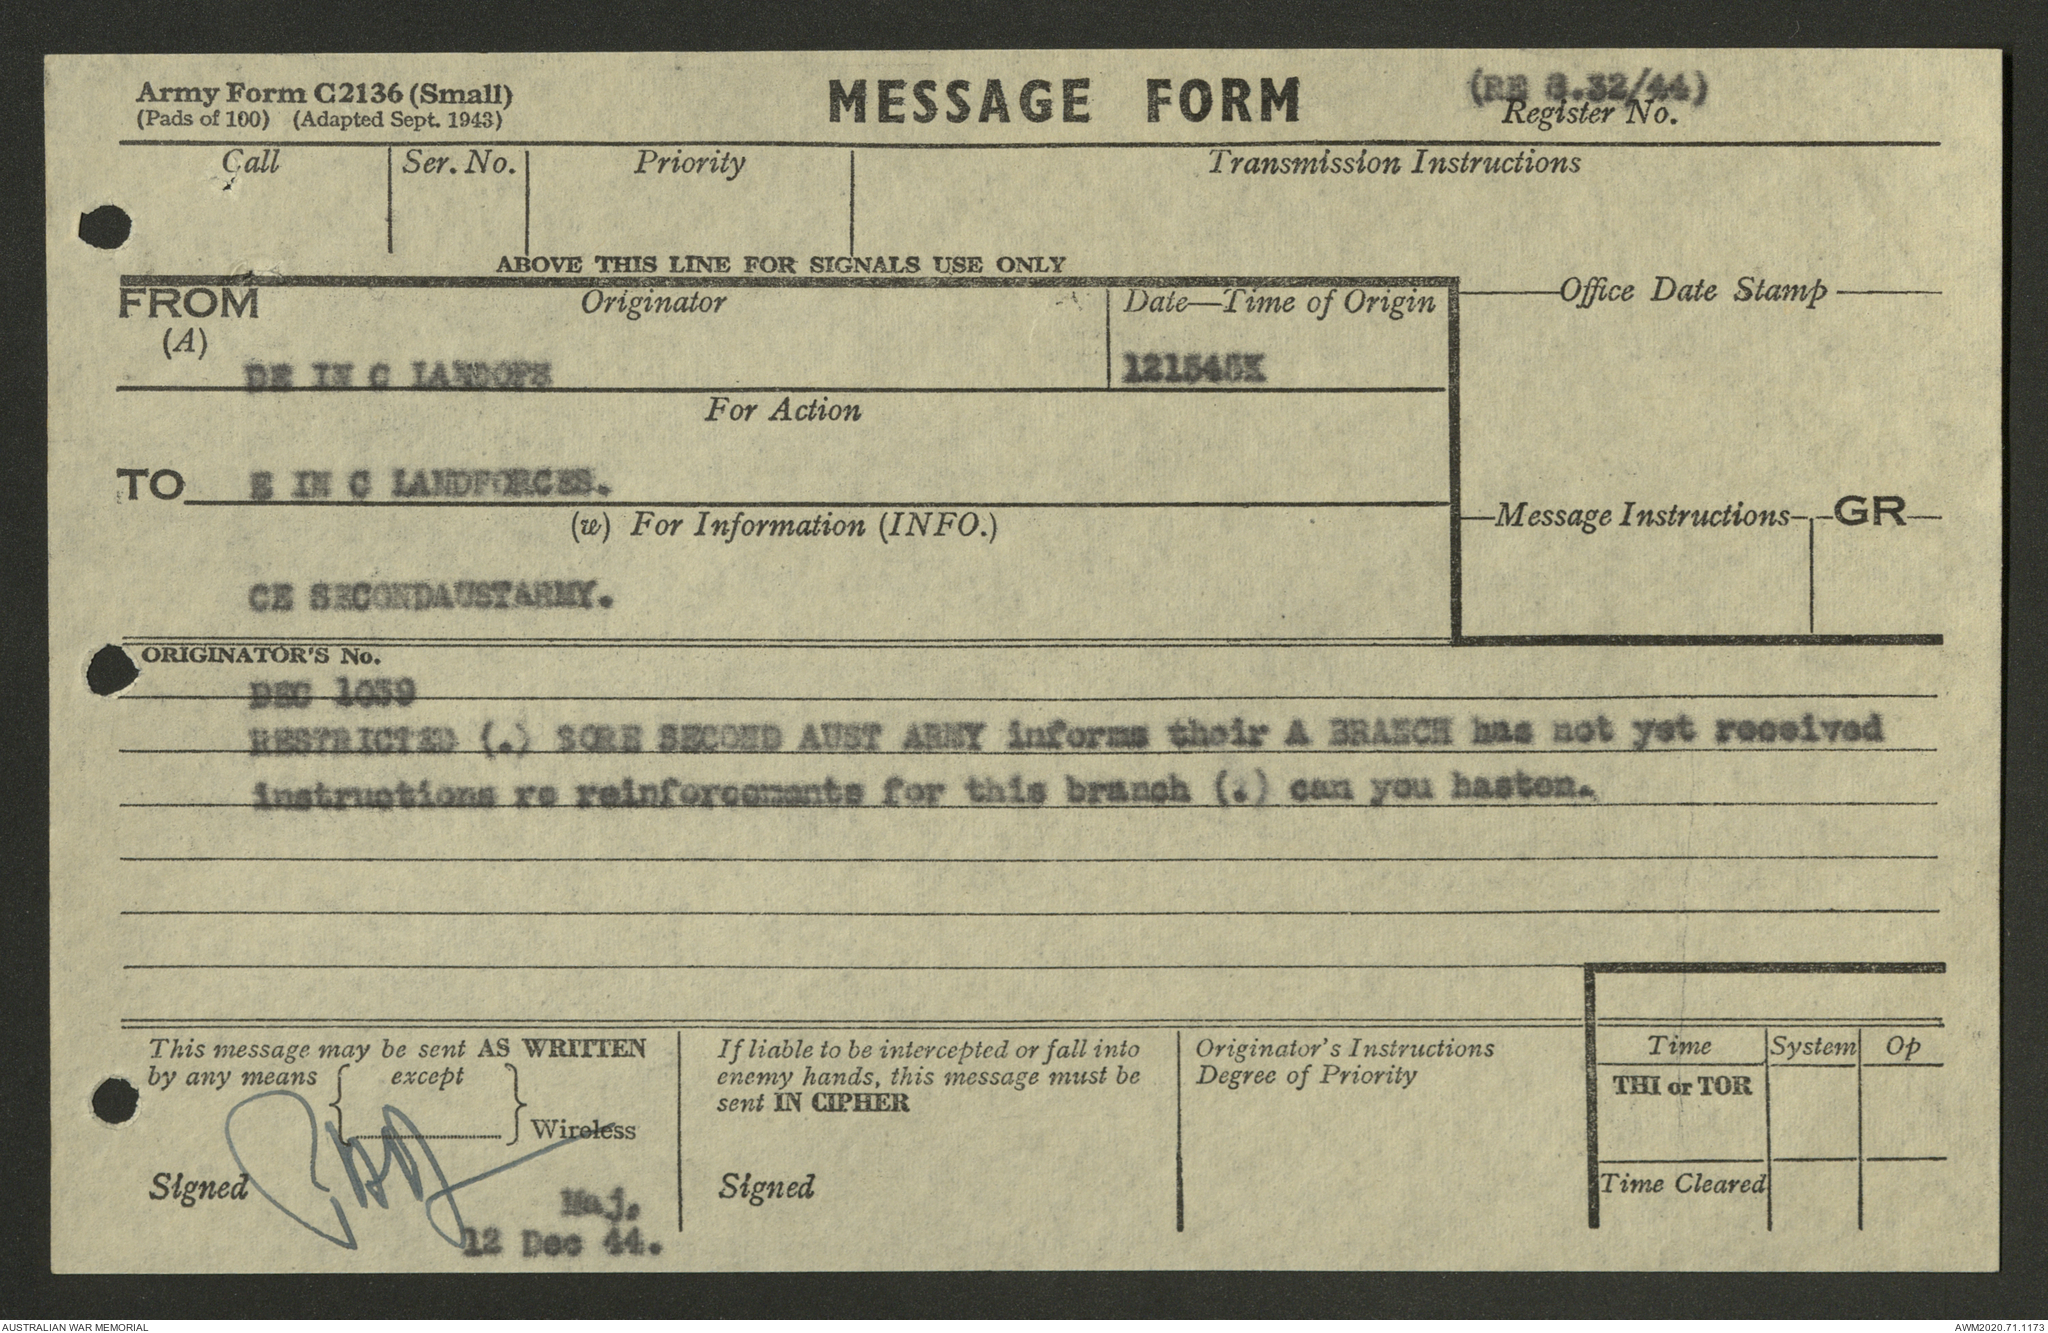 Army Form C2136 (Small)
(Pads of 100) (Adapted Sept. 1943)
MESSAGE FORM
(RE 8.32/44)
Register No.
Call
Ser. No.
Priority
Transmission Instructions
ABOVE THIS LINE FOR SIGNALS USE ONLY
FROM
(A)
Originator
Date—Time of Origin
Office Date Stamp
DE IN C LANDOPS
121545K
For Action
TO
E IN C LANDFORCES.
(w) For Information (INFO.)
Message Instructions
GR
CE SECONDAUSTARMY.
ORIGINATOR'S No.
DEC 1039
RESTRICTED (.) SORE SECOND AUST ARMY informs their A BRANCH has not yet received
instructions re reinforcements for this branch (.) can you hasten.
This message may be sent AS WRITTEN
by any means { except
} Wireless
Signed
Maj.
12 Dec 44.
If liable to be intercepted or fall into
enemy hands, this message must be
sent IN CIPHER
Signed
Originator's Instructions
Degree of Priority
Time
System
Op
THI or TOR
Time Cleared
AUSTRALIAN WAR MEMORIAL
AWM2020.71.1173